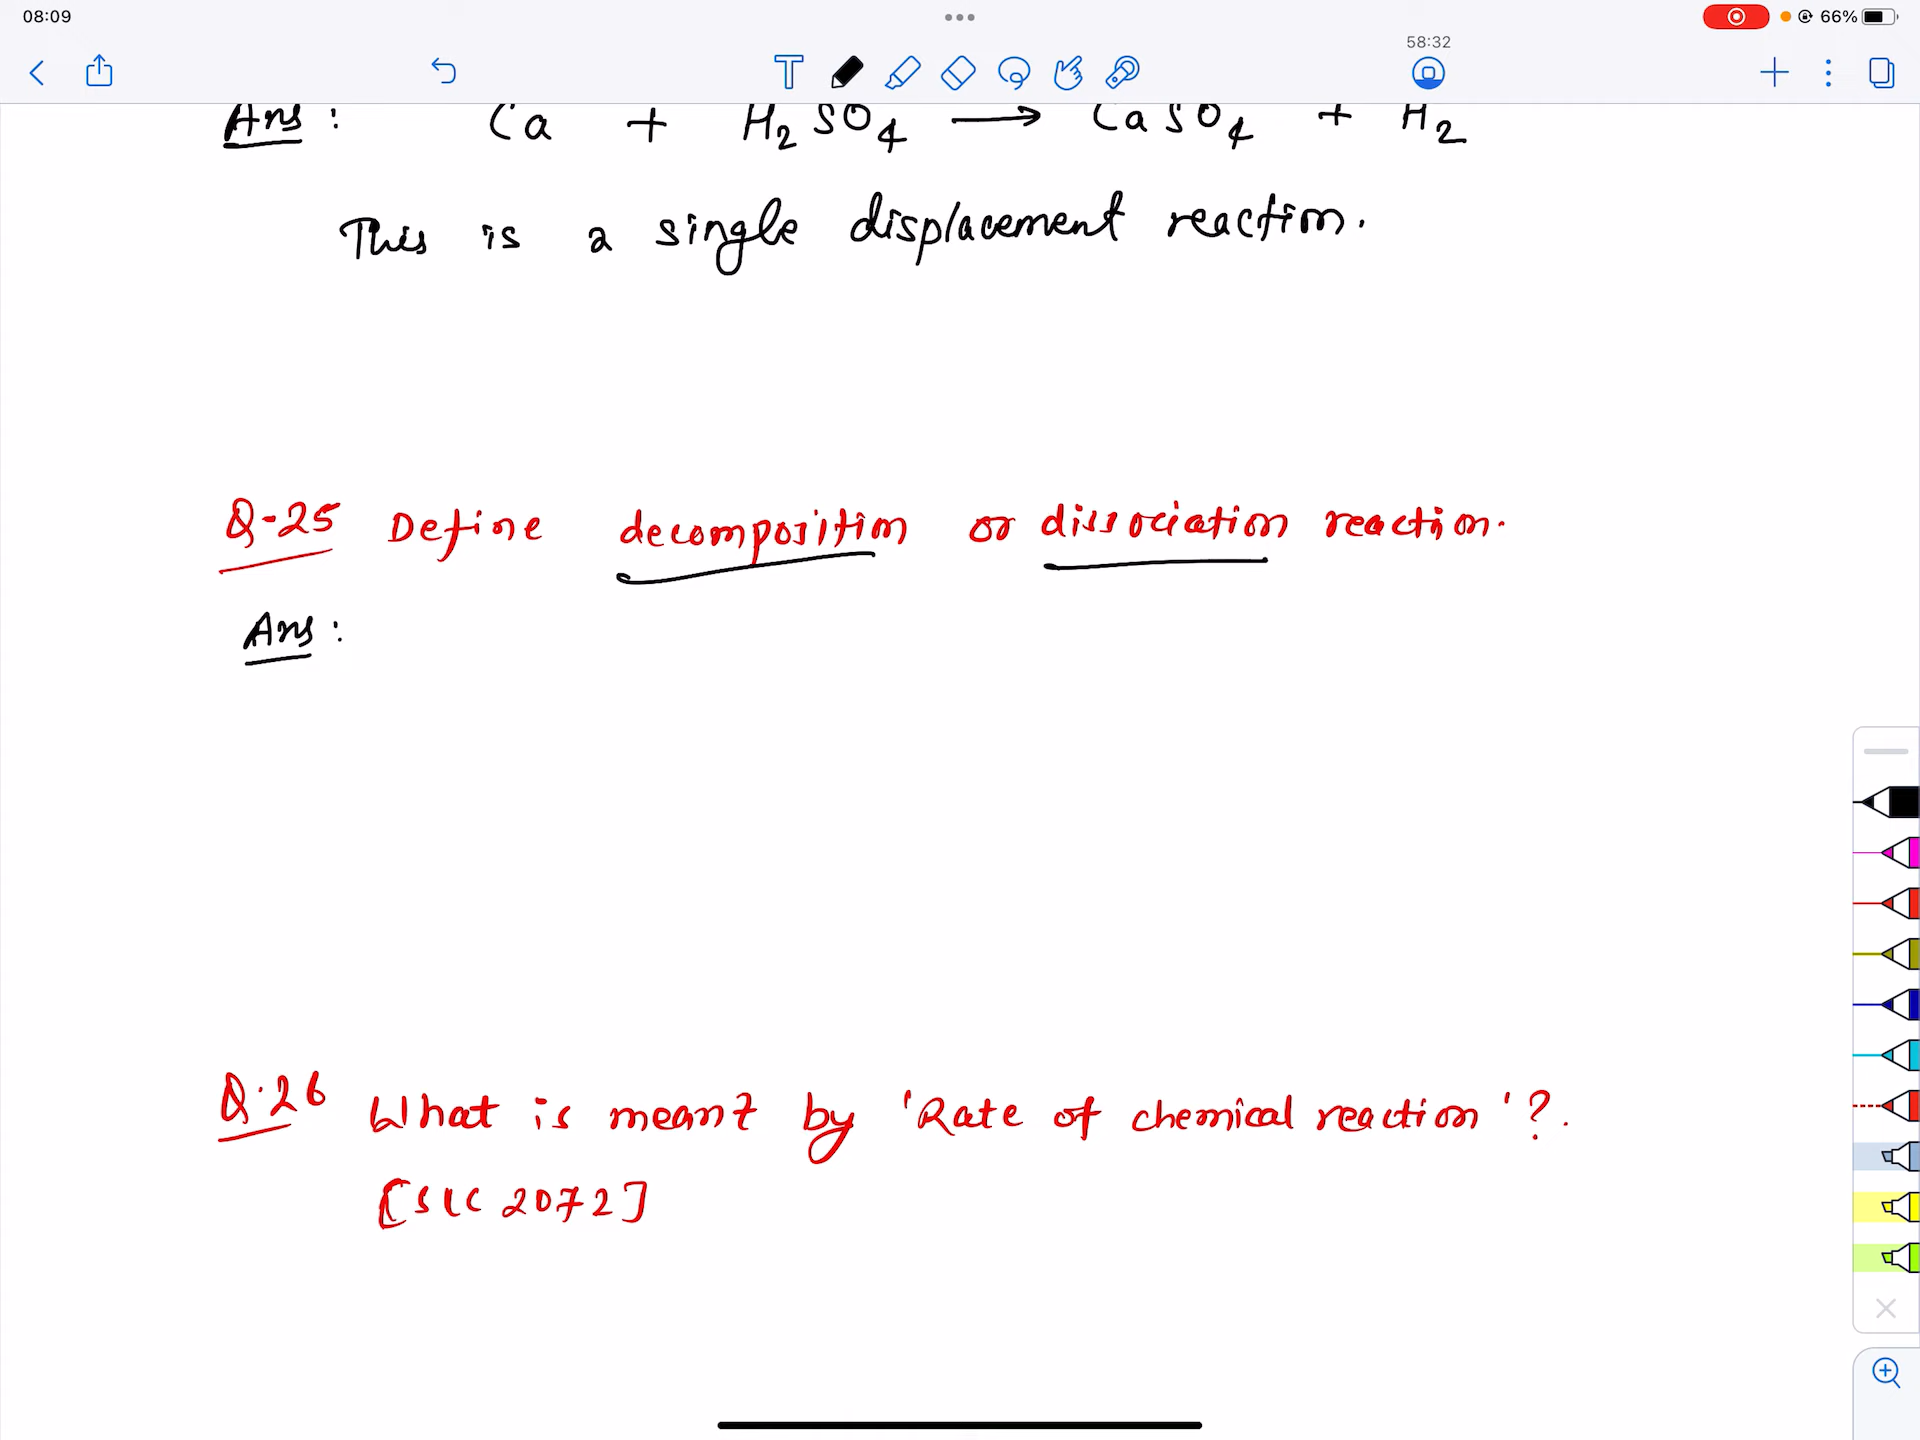 08:09
66%
58:32
Ans : Ca + H₂SO₄ ⟶ CaSO₄ + H₂
This is a single displacement reaction.
Q-25 Define decomposition or dissociation reaction.
Ans :
Q.26 What is meant by 'Rate of chemical reaction'?.
[SLC 2072]